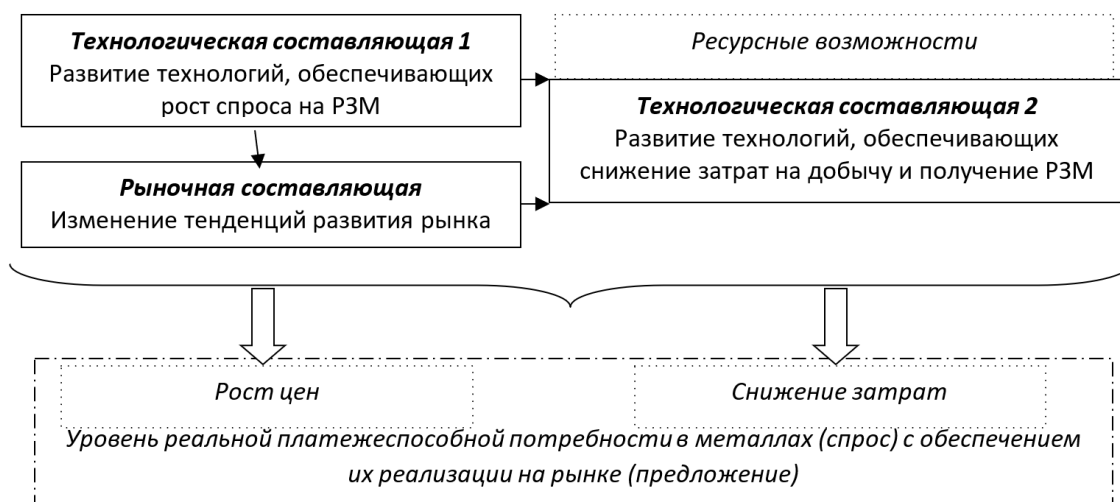 Технологическая составляющая 1
Развитие технологий, обеспечивающих
рост спроса на РЗМ
Ресурсные возможности
Технологическая составляющая 2
Развитие технологий, обеспечивающих
снижение затрат на добычу и получение РЗМ
Рыночная составляющая
Изменение тенденций развития рынка
Рост цен
Снижение затрат
Уровень реальной платежеспособной потребности в металлах (спрос) с обеспечением
их реализации на рынке (предложение)